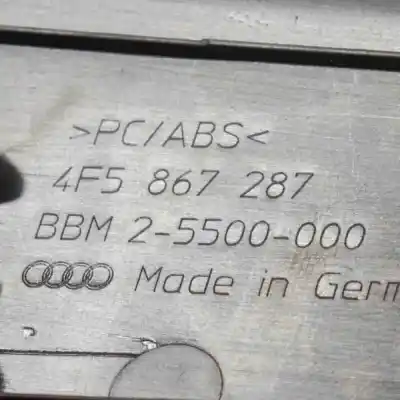 >PC/ABS<
4F5 867 287
BBM 2-5500-000
Made in Germ